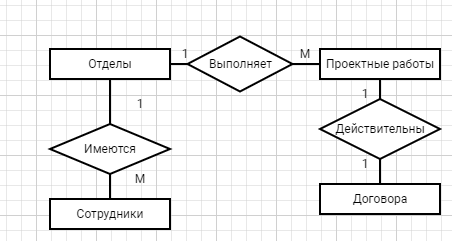 1
M
Отделы
Выполняет
Проектные работы
1
1
Действительны
Имеются
1
M
Договора
Сотрудники